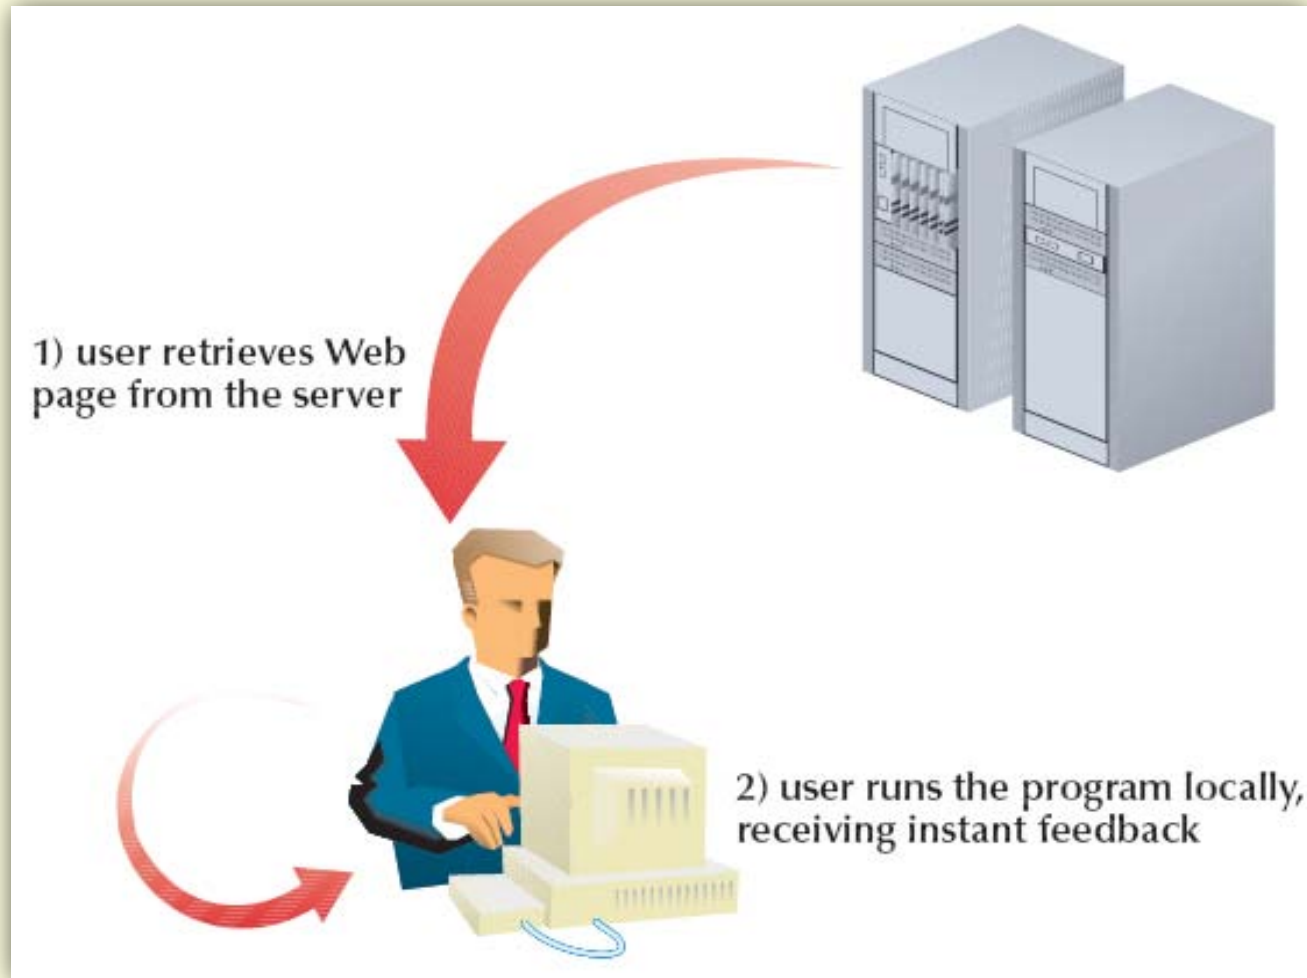 1) user retrieves Web
page from the server
2) user runs the program locally,
receiving instant feedback